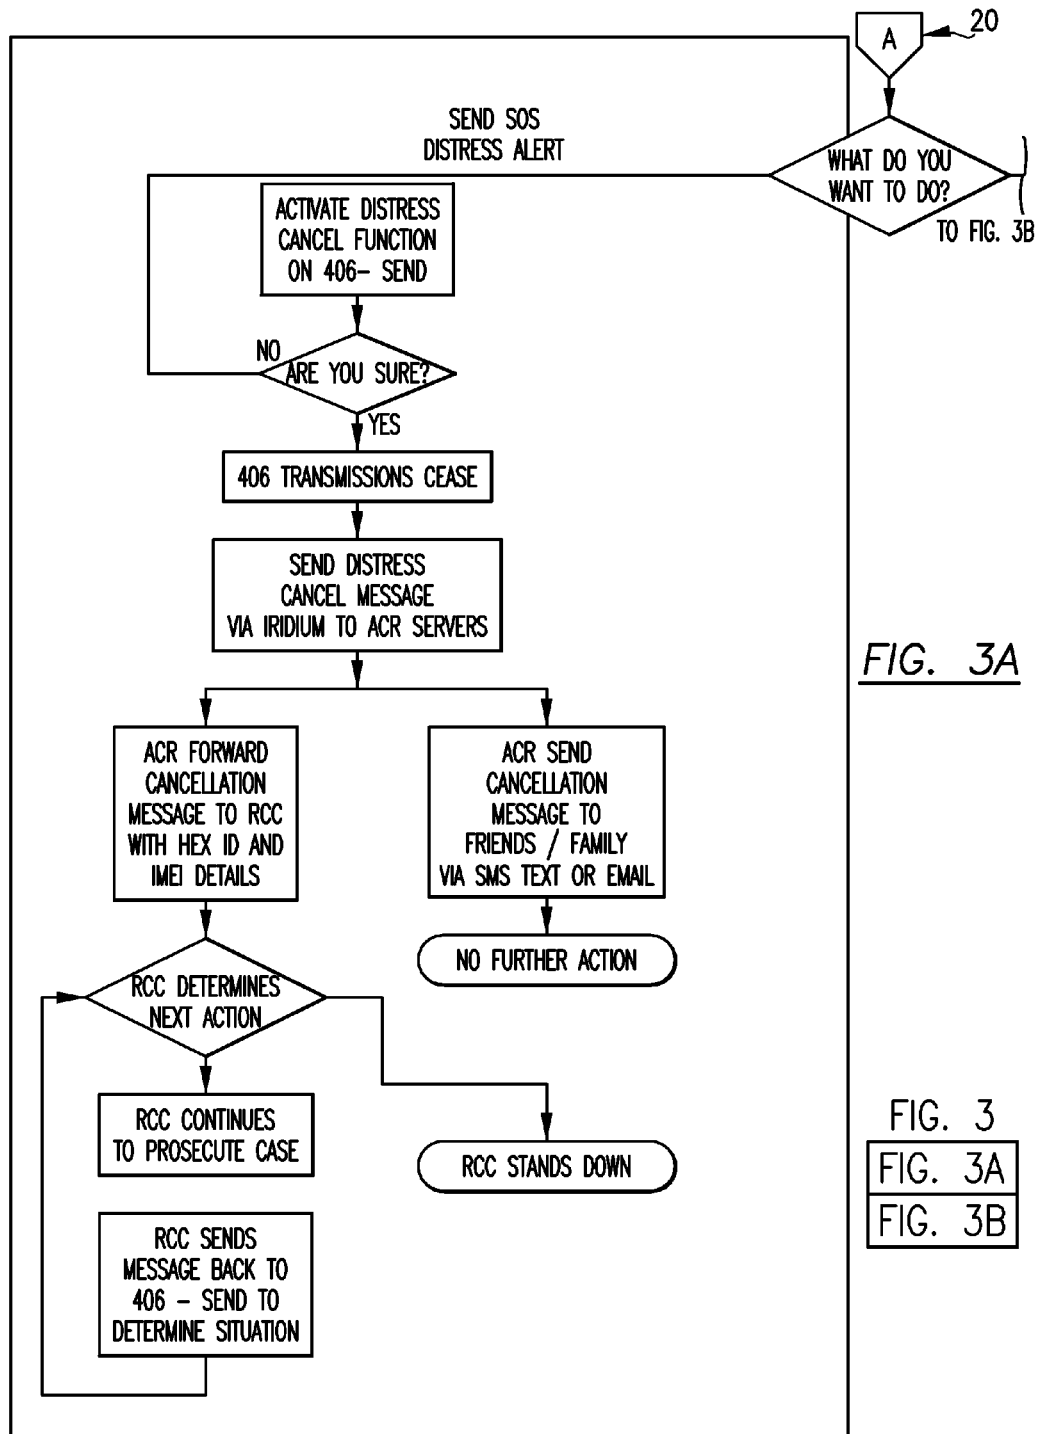 A
20
SEND SOS
DISTRESS ALERT
WHAT DO YOU
WANT TO DO?
TO FIG. 3B
ACTIVATE DISTRESS
CANCEL FUNCTION
ON 406- SEND
NO
ARE YOU SURE?
YES
406 TRANSMISSIONS CEASE
SEND DISTRESS
CANCEL MESSAGE
VIA IRIDIUM TO ACR SERVERS
FIG. 3A
ACR FORWARD
CANCELLATION
MESSAGE TO RCC
WITH HEX ID AND
IMEI DETAILS
ACR SEND
CANCELLATION
MESSAGE TO
FRIENDS / FAMILY
VIA SMS TEXT OR EMAIL
NO FURTHER ACTION
RCC DETERMINES
NEXT ACTION
RCC CONTINUES
TO PROSECUTE CASE
RCC STANDS DOWN
RCC SENDS
MESSAGE BACK TO
406 - SEND TO
DETERMINE SITUATION
FIG. 3
FIG. 3A
FIG. 3B